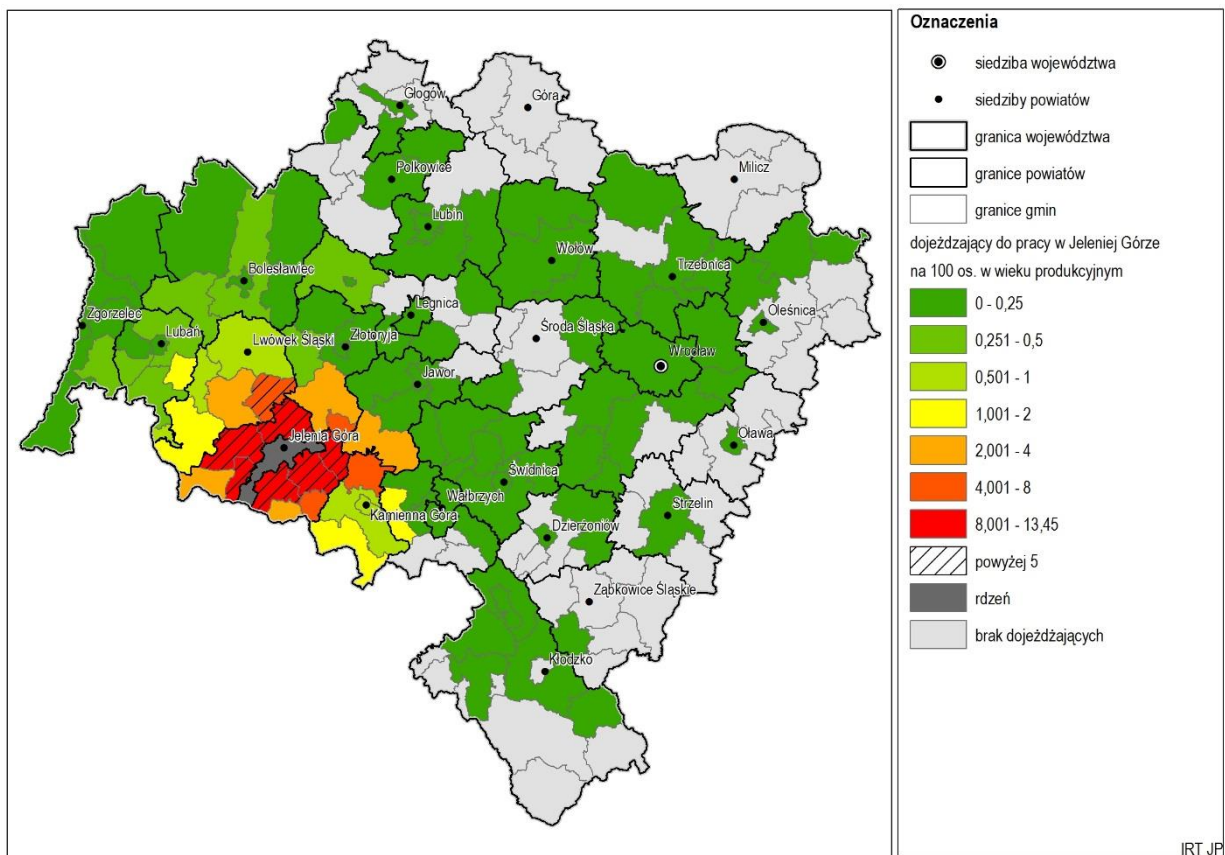 Głogów
Góra
Polkowice
Milicz
Lubin
Wołów
Trzebnica
Bolesławiec
Zgorzelec
Legnica
Oleśnica
Lubań
Lwówek Śląski
Złotoryja
Środa Śląska
Wrocław
Jawor
Jelenia Góra
Oława
Świdnica
Wałbrzych
Strzelin
Kamienna Góra
Dzierżoniów
Ząbkowice Śląskie
Kłodzko
Oznaczenia
siedziba województwa
siedziby powiatów
granica województwa
granice powiatów
granice gmin
dojeżdzający do pracy w Jeleniej Górze
na 100 os. w wieku produkcyjnym
0 - 0,25
0,251 - 0,5
0,501 - 1
1,001 - 2
2,001 - 4
4,001 - 8
8,001 - 13,45
powyżej 5
rdzeń
brak dojeżdżających
IRT JP